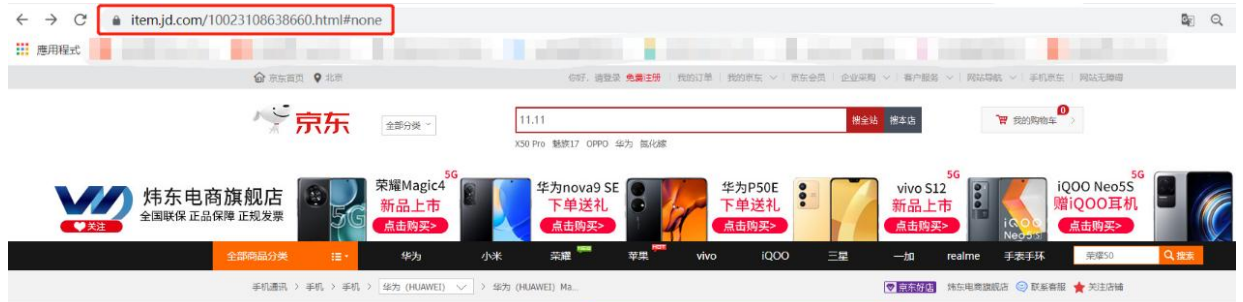 item.jd.com/10023108638660.html#none
應用程式
京东首页 北京 你好，请登录 免费注册 我的订单 我的京东 京东会员 企业采购 客户服务 网站导航 手机京东 网站无障碍
京东 全部分类 11.11 搜全站 搜本店 我的购物车 0
X50 Pro 魅族17 OPPO 华为 氮化镓
炜东电商旗舰店
全国联保 正品保障 正规发票
关注
荣耀Magic4 5G
新品上市
点击购买>
华为nova9 SE
下单送礼
点击购买>
华为P50E
下单送礼
点击购买>
vivo S12 5G
新品上市
点击购买>
iQOO Neo5S 5G
赠iQOO耳机
点击购买>
全部商品分类 华为 小米 荣耀 苹果 HOT vivo iQOO 三星 一加 realme 手表手环 荣耀50 搜索
手机通讯 > 手机 > 手机 > 华为 (HUAWEI) > 华为 (HUAWEI) Ma... 京东好店 炜东电商旗舰店 联系客服 关注店铺